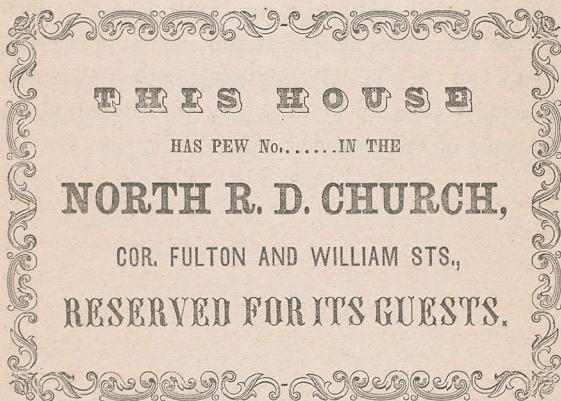 THIS HOUSE
HAS PEW No.......IN THE
NORTH R. D. CHURCH,
COR. FULTON AND WILLIAM STS.,
RESERVED FOR ITS GUESTS.